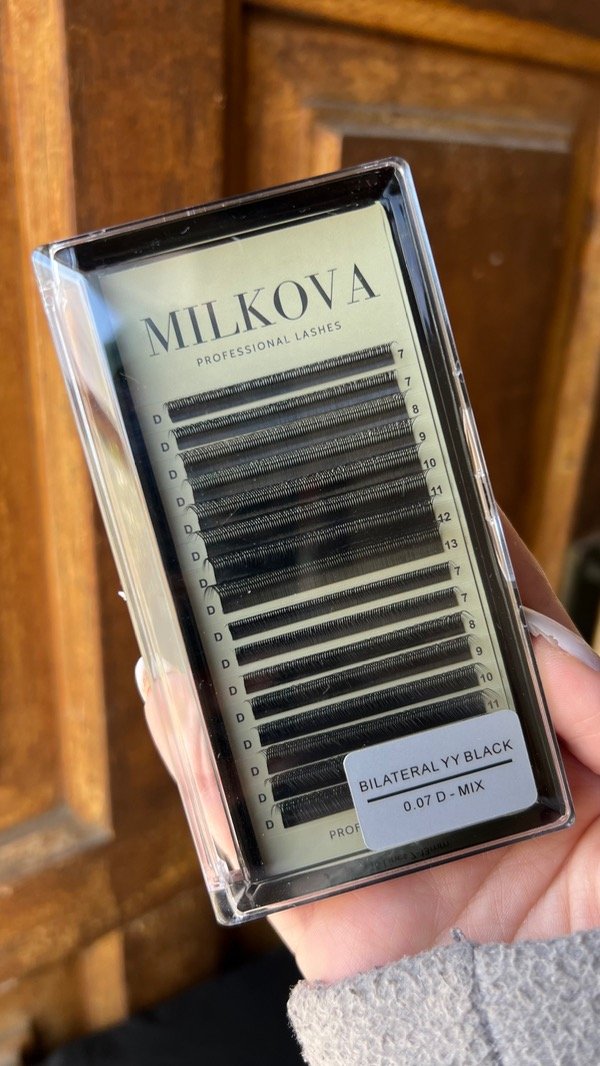 MILKOVA
PROFESSIONAL LASHES
D 7
D 7
D 8
D 9
D 10
D 11
D 12
D 13
D 7
D 7
D 8
D 9
D 10
D 11
D
D
BILATERAL YY BLACK
0.07 D - MIX
PROF